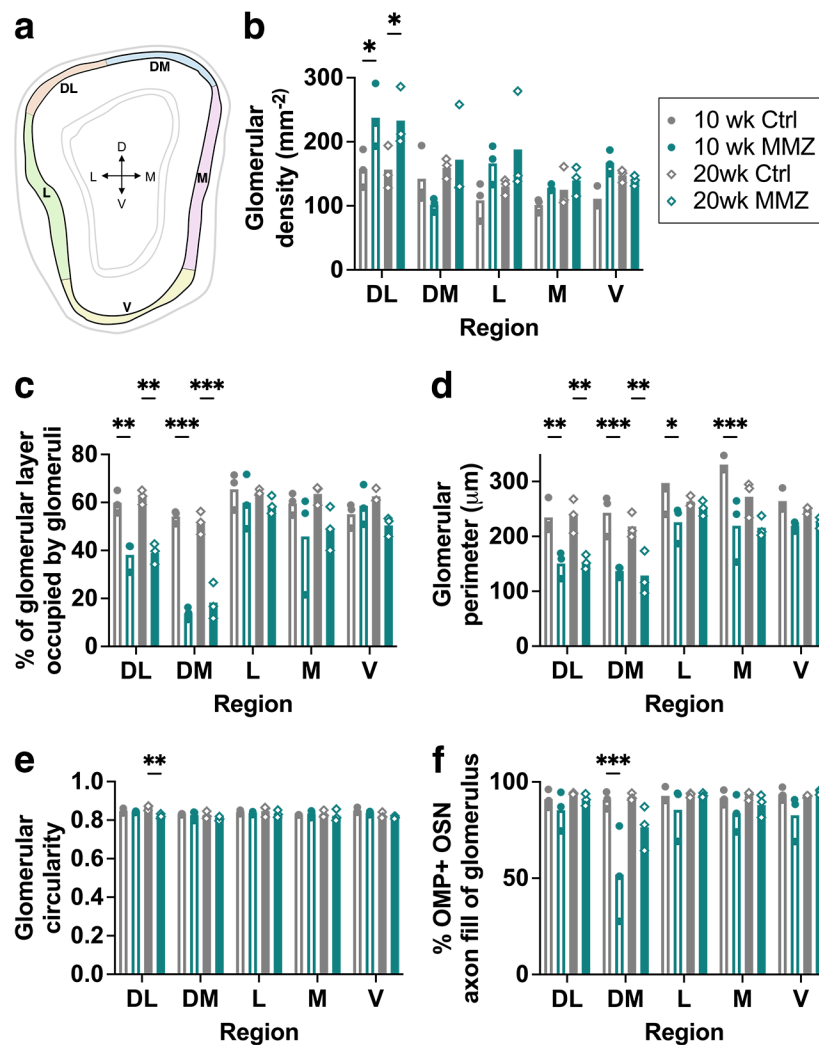 a
DL
DM
D
L
M
V
L
M
V
b
*
*
300
200
100
0
Glomerular
density (mm-2)
DL
DM
L
M
V
Region
10 wk Ctrl
10 wk MMZ
20wk Ctrl
20wk MMZ
c
**
***
**
***
80
60
40
20
0
% of glomerular layer
occupied by glomeruli
DL
DM
L
M
V
Region
d
**
**
**
***
*
***
300
200
100
0
Glomerular
perimeter (μm)
DL
DM
L
M
V
Region
e
**
1.0
0.8
0.6
0.4
0.2
0.0
Glomerular
circularity
DL
DM
L
M
V
Region
f
***
100
50
0
% OMP+ OSN
axon fill of glomerulus
DL
DM
L
M
V
Region